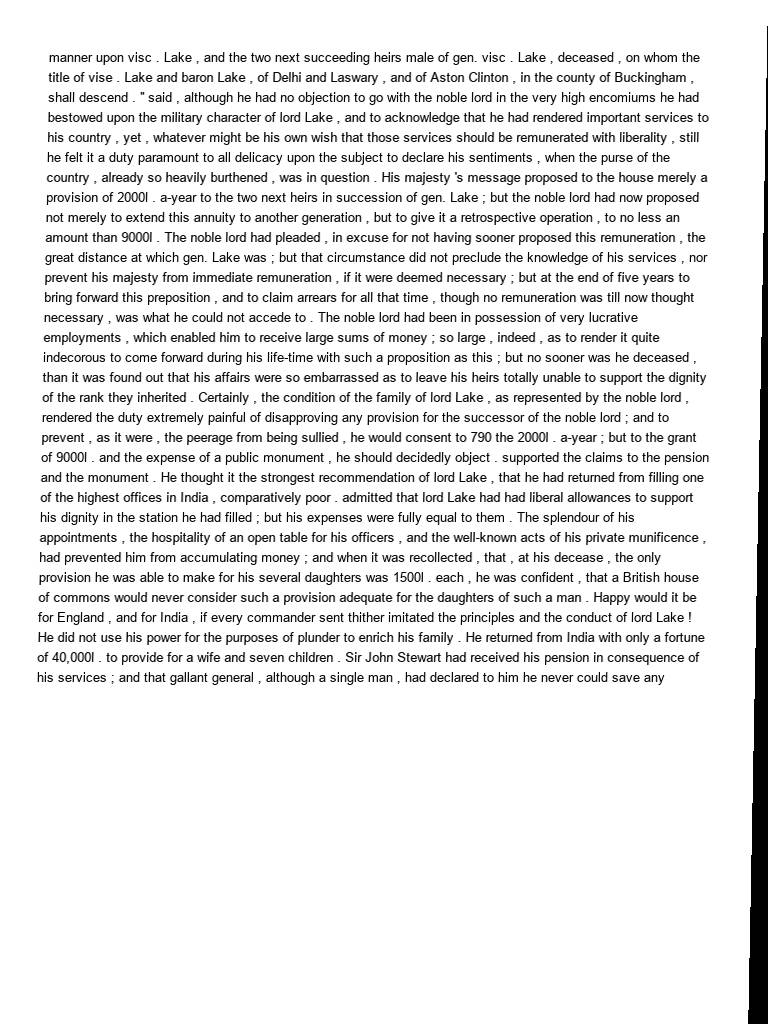 manner upon visc . Lake , and the two next succeeding heirs male of gen. visc . Lake , deceased , on whom the
title of vise . Lake and baron Lake , of Delhi and Laswary , and of Aston Clinton , in the county of Buckingham ,
shall descend . " said , although he had no objection to go with the noble lord in the very high encomiums he had
bestowed upon the military character of lord Lake , and to acknowledge that he had rendered important services to
his country , yet , whatever might be his own wish that those services should be remunerated with liberality , still
he felt it a duty paramount to all delicacy upon the subject to declare his sentiments , when the purse of the
country , already so heavily burthened , was in question . His majesty 's message proposed to the house merely a
provision of 2000l . a-year to the two next heirs in succession of gen. Lake ; but the noble lord had now proposed
not merely to extend this annuity to another generation , but to give it a retrospective operation , to no less an
amount than 9000l . The noble lord had pleaded , in excuse for not having sooner proposed this remuneration , the
great distance at which gen. Lake was ; but that circumstance did not preclude the knowledge of his services , nor
prevent his majesty from immediate remuneration , if it were deemed necessary ; but at the end of five years to
bring forward this preposition , and to claim arrears for all that time , though no remuneration was till now thought
necessary , was what he could not accede to . The noble lord had been in possession of very lucrative
employments , which enabled him to receive large sums of money ; so large , indeed , as to render it quite
indecorous to come forward during his life-time with such a proposition as this ; but no sooner was he deceased ,
than it was found out that his affairs were so embarrassed as to leave his heirs totally unable to support the dignity
of the rank they inherited . Certainly , the condition of the family of lord Lake , as represented by the noble lord ,
rendered the duty extremely painful of disapproving any provision for the successor of the noble lord ; and to
prevent , as it were , the peerage from being sullied , he would consent to 790 the 2000l . a-year ; but to the grant
of 9000l . and the expense of a public monument , he should decidedly object . supported the claims to the pension
and the monument . He thought it the strongest recommendation of lord Lake , that he had returned from filling one
of the highest offices in India , comparatively poor . admitted that lord Lake had had liberal allowances to support
his dignity in the station he had filled ; but his expenses were fully equal to them . The splendour of his
appointments , the hospitality of an open table for his officers , and the well-known acts of his private munificence ,
had prevented him from accumulating money ; and when it was recollected , that , at his decease , the only
provision he was able to make for his several daughters was 1500l . each , he was confident , that a British house
of commons would never consider such a provision adequate for the daughters of such a man . Happy would it be
for England , and for India , if every commander sent thither imitated the principles and the conduct of lord Lake !
He did not use his power for the purposes of plunder to enrich his family . He returned from India with only a fortune
of 40,000l . to provide for a wife and seven children . Sir John Stewart had received his pension in consequence of
his services ; and that gallant general , although a single man , had declared to him he never could save any